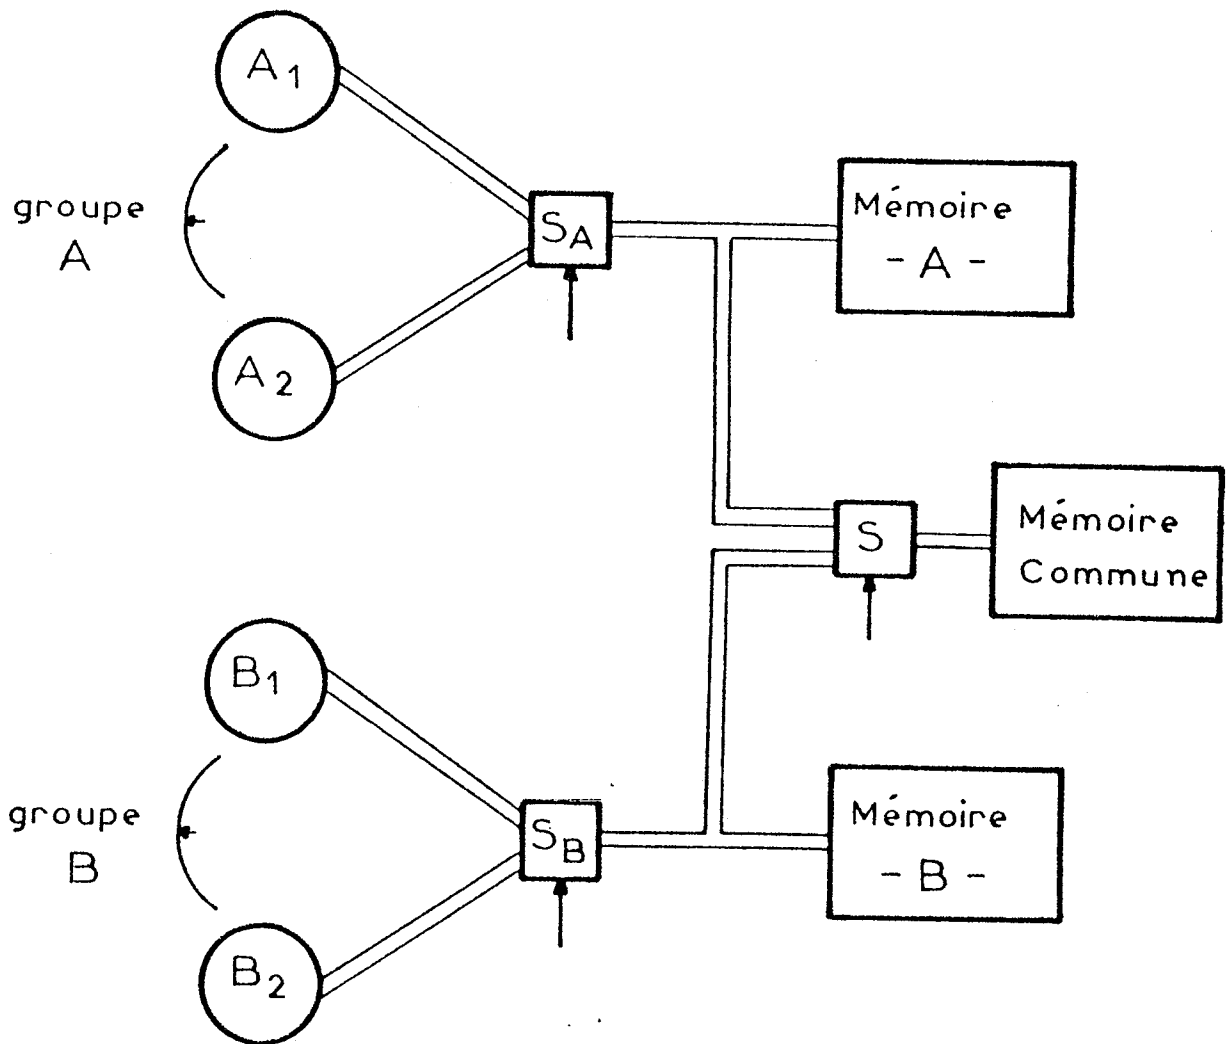 A1
groupe
A
SA
Mémoire
- A -
A2
S
Mémoire
Commune
B1
groupe
B
SB
Mémoire
- B -
B2